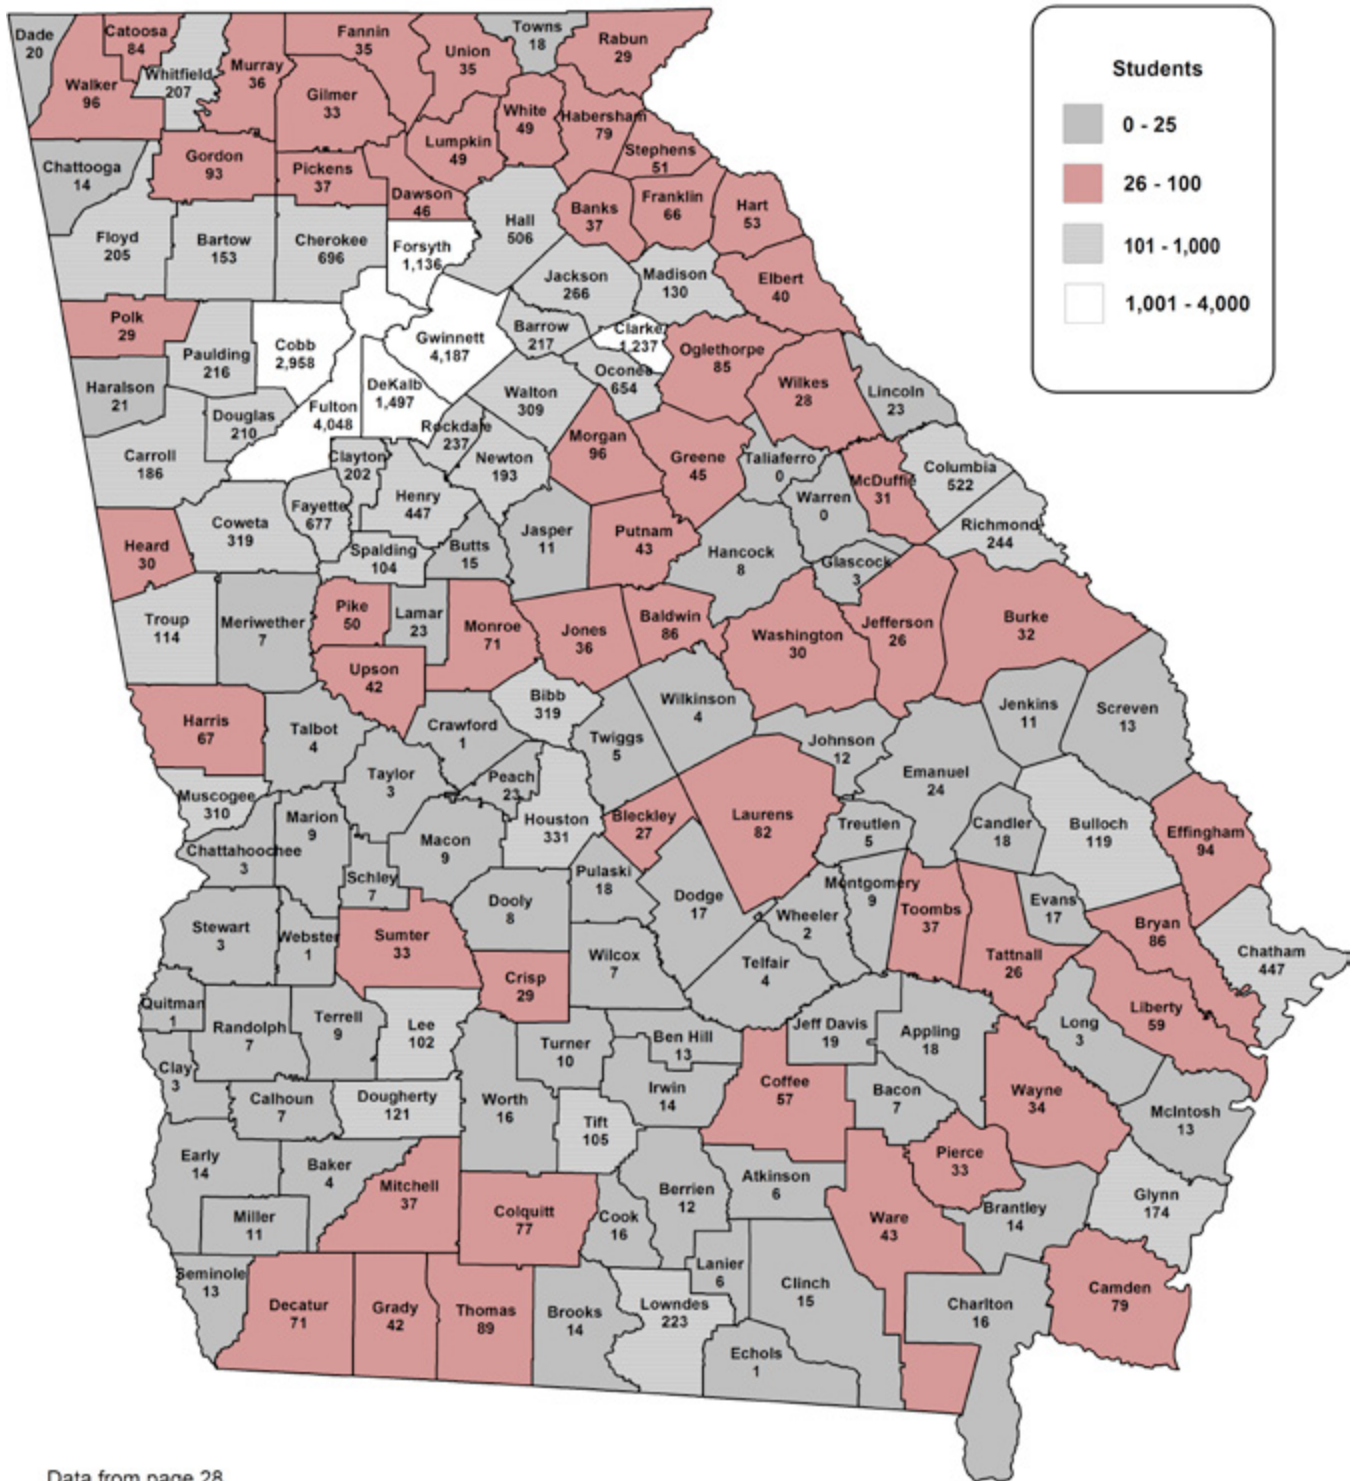 Dade
20
Catoosa
84
Walker
96
Whitfield
207
Murray
36
Fannin
35
Gilmer
33
Union
35
Towns
18
Rabun
29
White
49
Habersham
79
Lumpkin
49
Stephens
51
Chattooga
14
Gordon
93
Pickens
37
Dawson
46
Banks
37
Franklin
66
Hart
53
Floyd
205
Bartow
153
Cherokee
696
Forsyth
1,136
Hall
506
Jackson
266
Madison
130
Elbert
40
Polk
29
Paulding
216
Cobb
2,958
Gwinnett
4,187
Barrow
217
Clarke
1,237
Oglethorpe
85
Wilkes
28
Lincoln
23
Haralson
21
Douglas
210
Fulton
4,048
DeKalb
1,497
Rockdale
237
Walton
309
Oconee
654
Carroll
186
Clayton
202
Henry
447
Newton
193
Morgan
96
Greene
45
Taliaferro
0
Warren
0
McDuffie
31
Columbia
522
Richmond
244
Heard
30
Coweta
319
Fayette
677
Spalding
104
Butts
15
Jasper
11
Putnam
43
Hancock
8
Glascock
3
Troup
114
Meriwether
7
Pike
50
Lamar
23
Monroe
71
Jones
36
Baldwin
86
Washington
30
Jefferson
26
Burke
32
Upson
42
Harris
67
Talbot
4
Crawford
1
Bibb
319
Twiggs
5
Wilkinson
4
Johnson
12
Jenkins
11
Screven
13
Emanuel
24
Taylor
3
Peach
23
Houston
331
Bleckley
27
Laurens
82
Treutlen
5
Candler
18
Bulloch
119
Effingham
94
Muscogee
310
Chattahoochee
3
Marion
9
Schley
7
Macon
9
Dooly
8
Pulaski
18
Dodge
17
Wheeler
2
Montgomery
9
Toombs
37
Tattnall
26
Evans
17
Bryan
86
Chatham
447
Stewart
3
Webster
1
Sumter
33
Crisp
29
Wilcox
7
Telfair
4
Liberty
59
Long
3
Quitman
1
Randolph
7
Terrell
9
Lee
102
Turner
10
Ben Hill
13
Jeff Davis
19
Appling
18
Clay
3
Calhoun
7
Dougherty
121
Worth
16
Tift
105
Irwin
14
Coffee
57
Bacon
7
Wayne
34
McIntosh
13
Early
14
Baker
4
Mitchell
37
Colquitt
77
Cook
16
Berrien
12
Atkinson
6
Ware
43
Pierce
33
Brantley
14
Glynn
174
Miller
11
Seminole
13
Decatur
71
Grady
42
Thomas
89
Brooks
14
Lowndes
223
Lanier
6
Clinch
15
Echols
1
Charlton
16
Camden
79
Students
0 - 25
26 - 100
101 - 1,000
1,001 - 4,000
Data from page 28